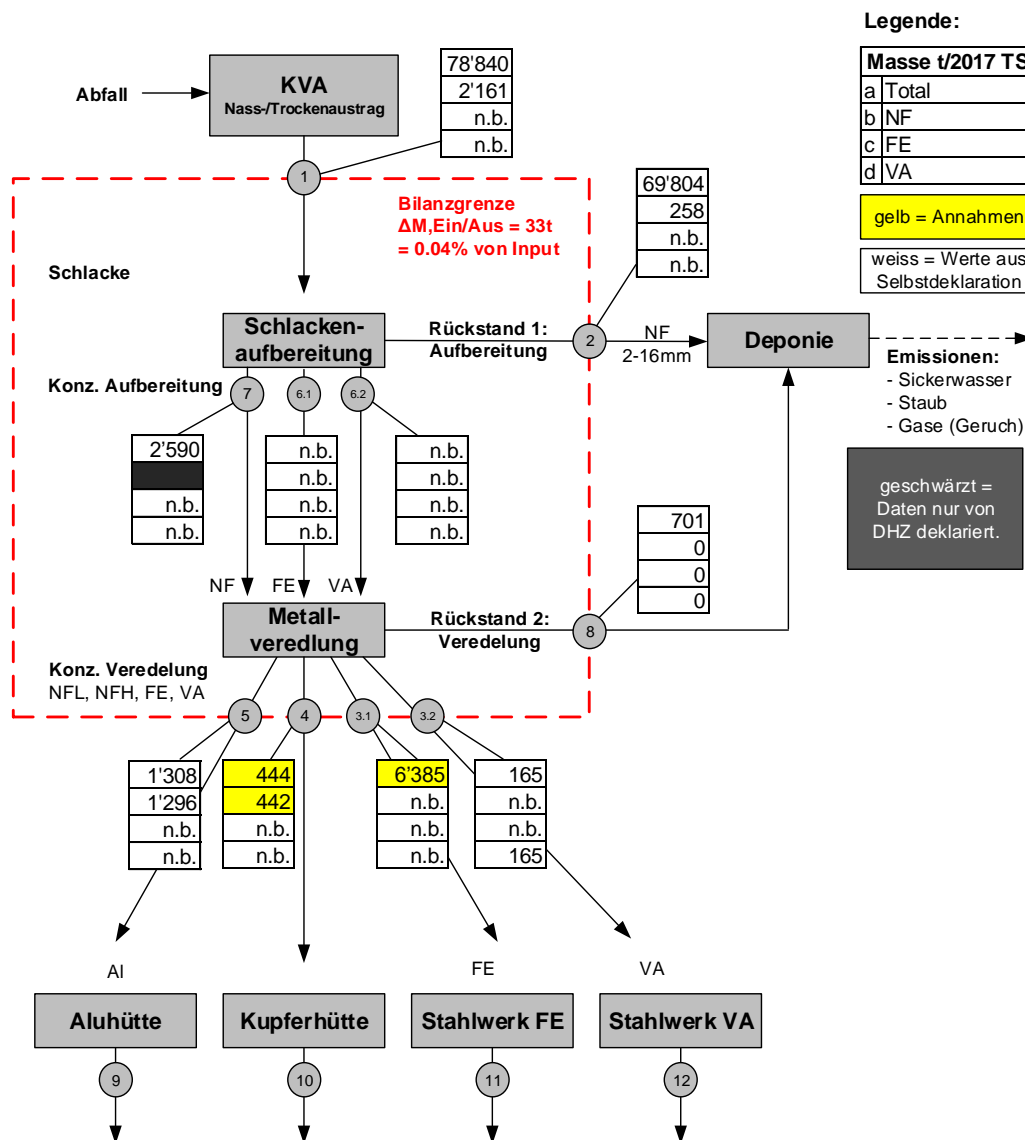 Legende:
Masse t/2017 TS
a Total
b NF
c FE
d VA
gelb = Annahmen
weiss = Werte aus
Selbstdeklaration
Abfall
KVA
Nass-/Trockenaustrag
78'840
2'161
n.b.
n.b.
1
Bilanzgrenze
ΔM,Ein/Aus = 33t
= 0.04% von Input
69'804
258
n.b.
n.b.
Schlacke
Schlacken-
aufbereitung
Rückstand 1:
Aufbereitung
2
NF
2-16mm
Deponie
Emissionen:
- Sickerwasser
- Staub
- Gase (Geruch)
Konz. Aufbereitung
7
6.1
6.2
2'590
n.b.
n.b.
n.b.
n.b.
n.b.
n.b.
n.b.
n.b.
n.b.
n.b.
geschwärzt =
Daten nur von
DHZ deklariert.
701
0
0
0
NF
FE
VA
Metall-
veredlung
Rückstand 2:
Veredelung
8
Konz. Veredelung
NFL, NFH, FE, VA
5
4
3.1
3.2
1'308
1'296
n.b.
n.b.
444
442
n.b.
n.b.
6'385
n.b.
n.b.
n.b.
165
n.b.
n.b.
165
Al
FE
VA
Aluhütte
Kupferhütte
Stahlwerk FE
Stahlwerk VA
9
10
11
12